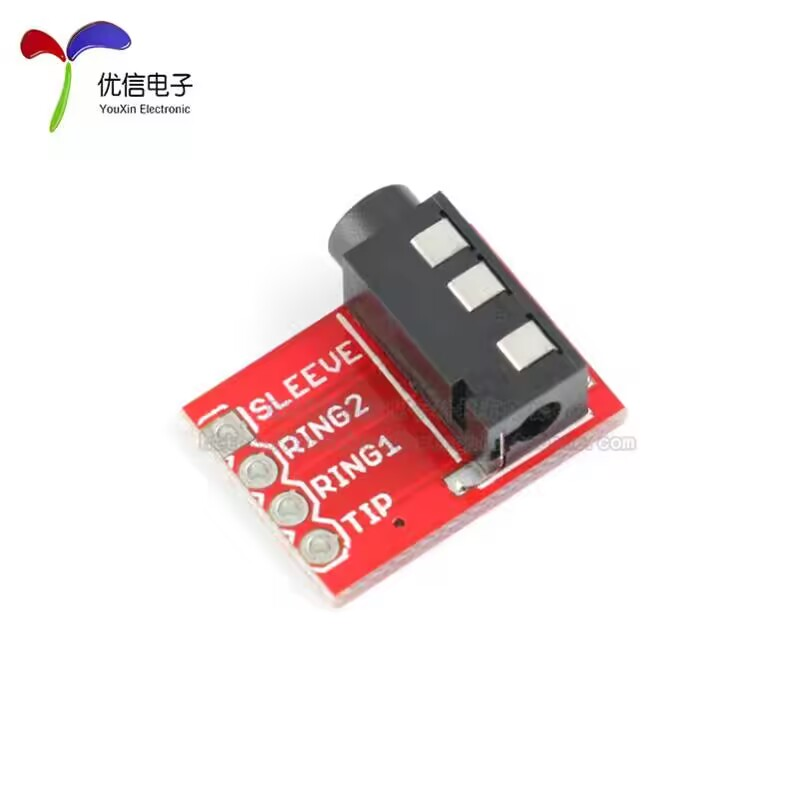 优信电子
YouXin Electronic
SLEEVE
RING2
RING1
TIP